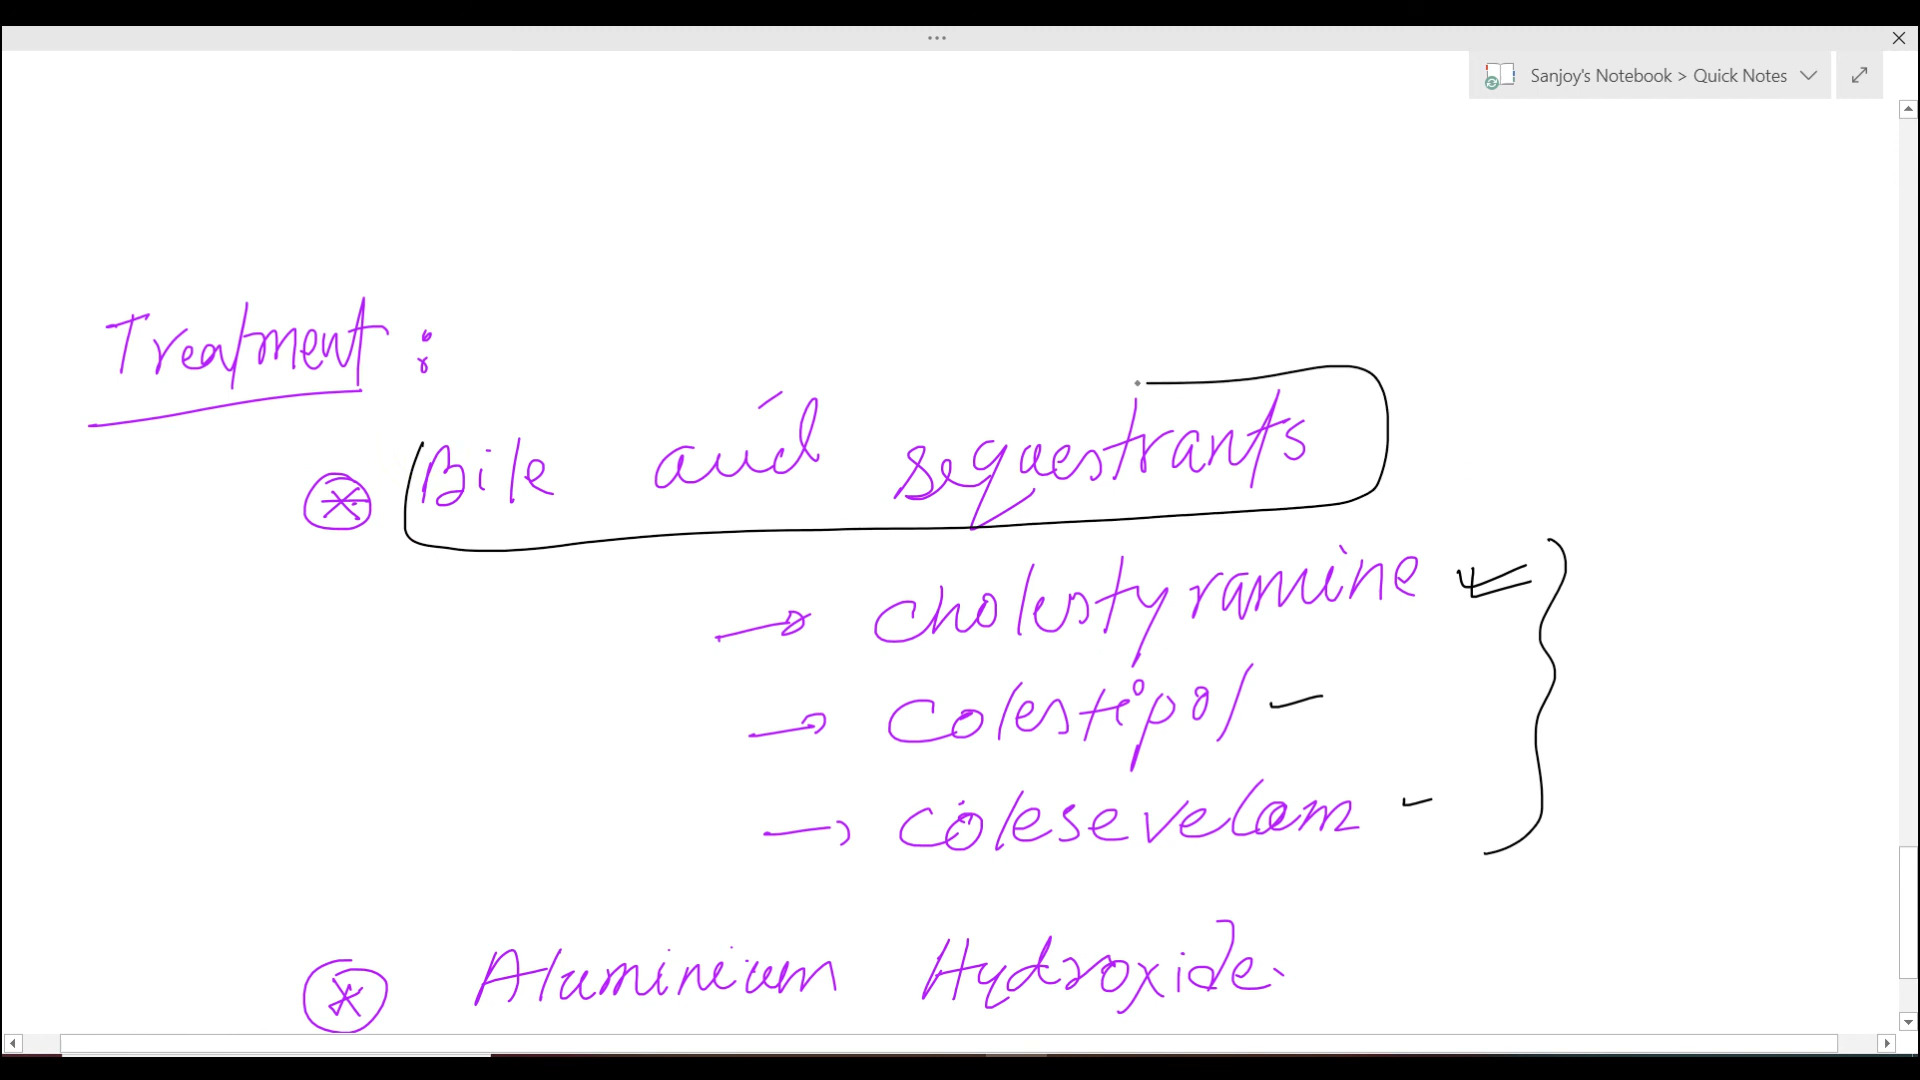 Sanjoy's Notebook > Quick Notes
Treatment :
Bile acid sequestrants
→ Cholestyramine
→ Colestipol
→ Colesevelam
Aluminium Hydroxide